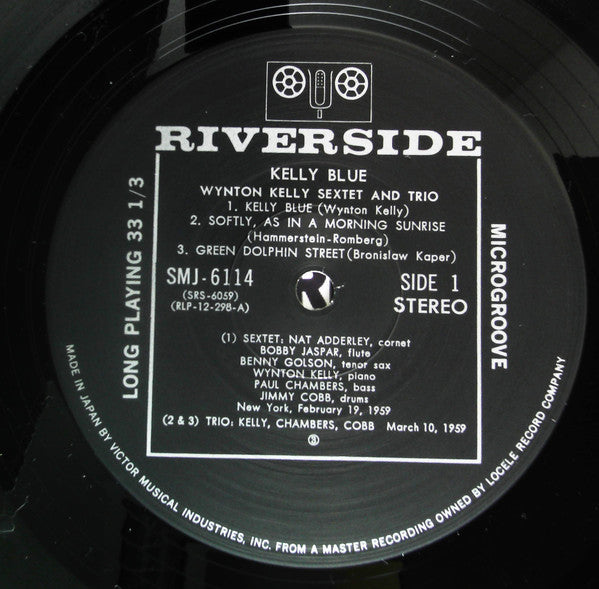 RIVERSIDE
KELLY BLUE
WYNTON KELLY SEXTET AND TRIO
1. KELLY BLUE (Wynton Kelly)
2. SOFTLY, AS IN A MORNING SUNRISE
(Hammerstein-Romberg)
3. GREEN DOLPHIN STREET (Bronislaw Kaper)
SMJ-6114
(SRS-6059)
(RLP-12-298-A)
SIDE 1
STEREO
(1) SEXTET: NAT ADDERLEY, cornet
BOBBY JASPAR, flute
BENNY GOLSON, tenor sax
WYNTON KELLY, piano
PAUL CHAMBERS, bass
JIMMY COBB, drums
New York, February 19, 1959
(2 & 3) TRIO: KELLY, CHAMBERS, COBB March 10, 1959
③
LONG PLAYING 33 1/3
MICROGROOVE
MADE IN JAPAN BY VICTOR MUSICAL INDUSTRIES, INC. FROM A MASTER RECORDING OWNED BY LOCELE RECORD COMPANY